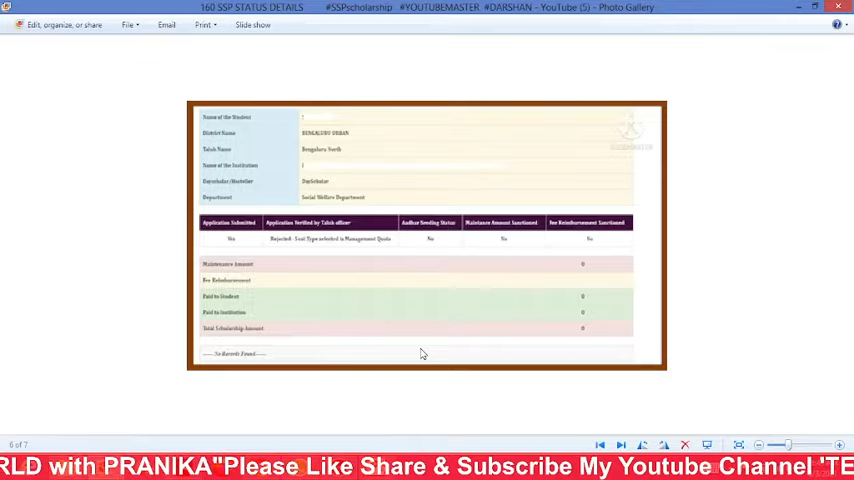 160 SSP STATUS DETAILS #SSPscholarship #YOUTUBEMASTER #DARSHAN - YouTube (5) - Photo Gallery
Edit, organize, or share File Email Print Slide show
Name of the Student
District Name BENGALURU URBAN
Taluk Name Bengaluru North
Name of the Institution
Dayscholar/Hosteller DayScholar
Department Social Welfare Department
Application Submitted Application Verified by Taluk officer Aadhar Seeding Status Maintance Amount Sanctioned Fee Reimbursement Sanctioned
Yes Rejected - Seat Type selected is Management Quota No No No
Maintenance Amount 0
Fee Reimbursement
Paid to Student 0
Paid to Institution 0
Total Scholarship Amount 0
------No Records Found------
6 of 7
RLD with PRANIKA"Please Like Share & Subscribe My Youtube Channel 'TE